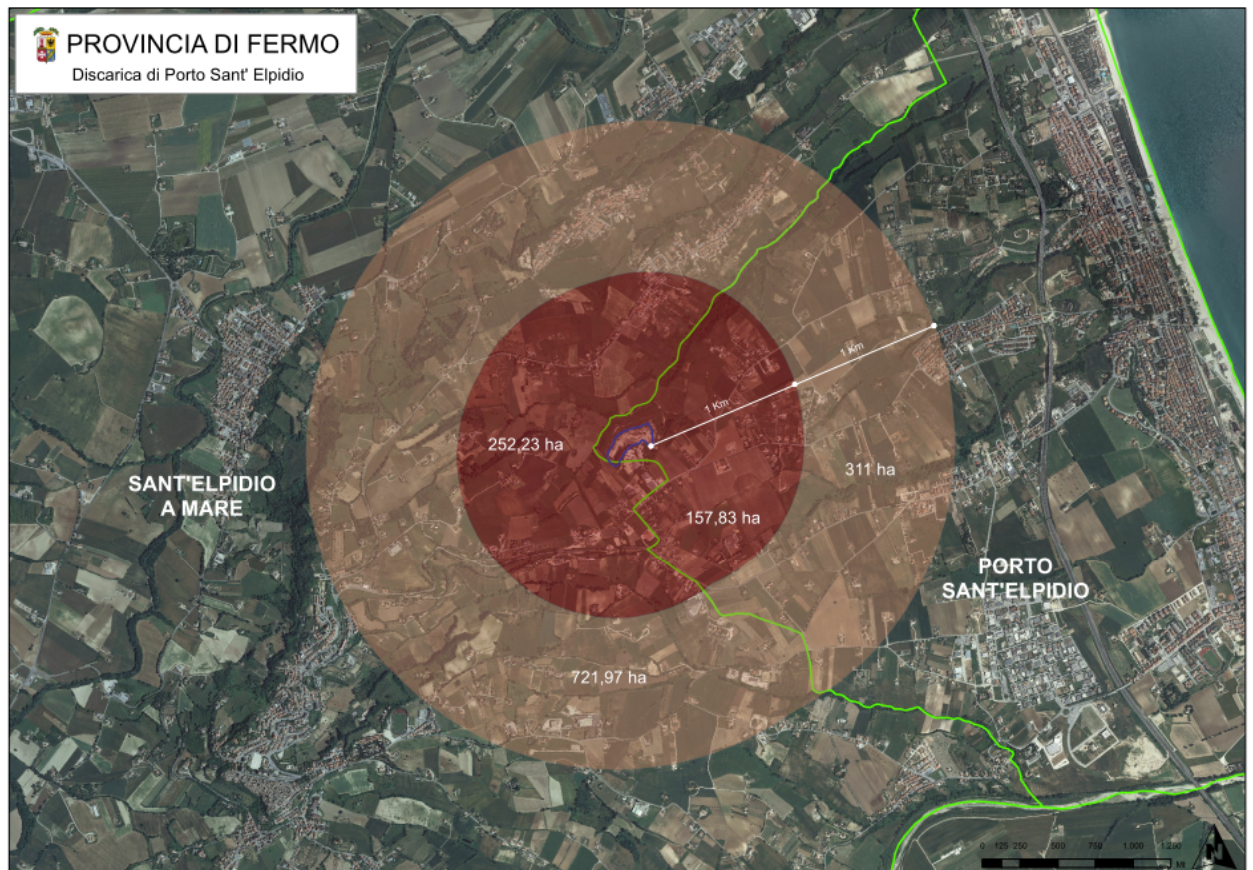 PROVINCIA DI FERMO
Discarica di Porto Sant' Elpidio
1 Km
1 Km
252,23 ha
311 ha
SANT'ELPIDIO
A MARE
157,83 ha
PORTO
SANT'ELPIDIO
721,97 ha
0 125 250 500 750 1.000 1.250
Mt
N